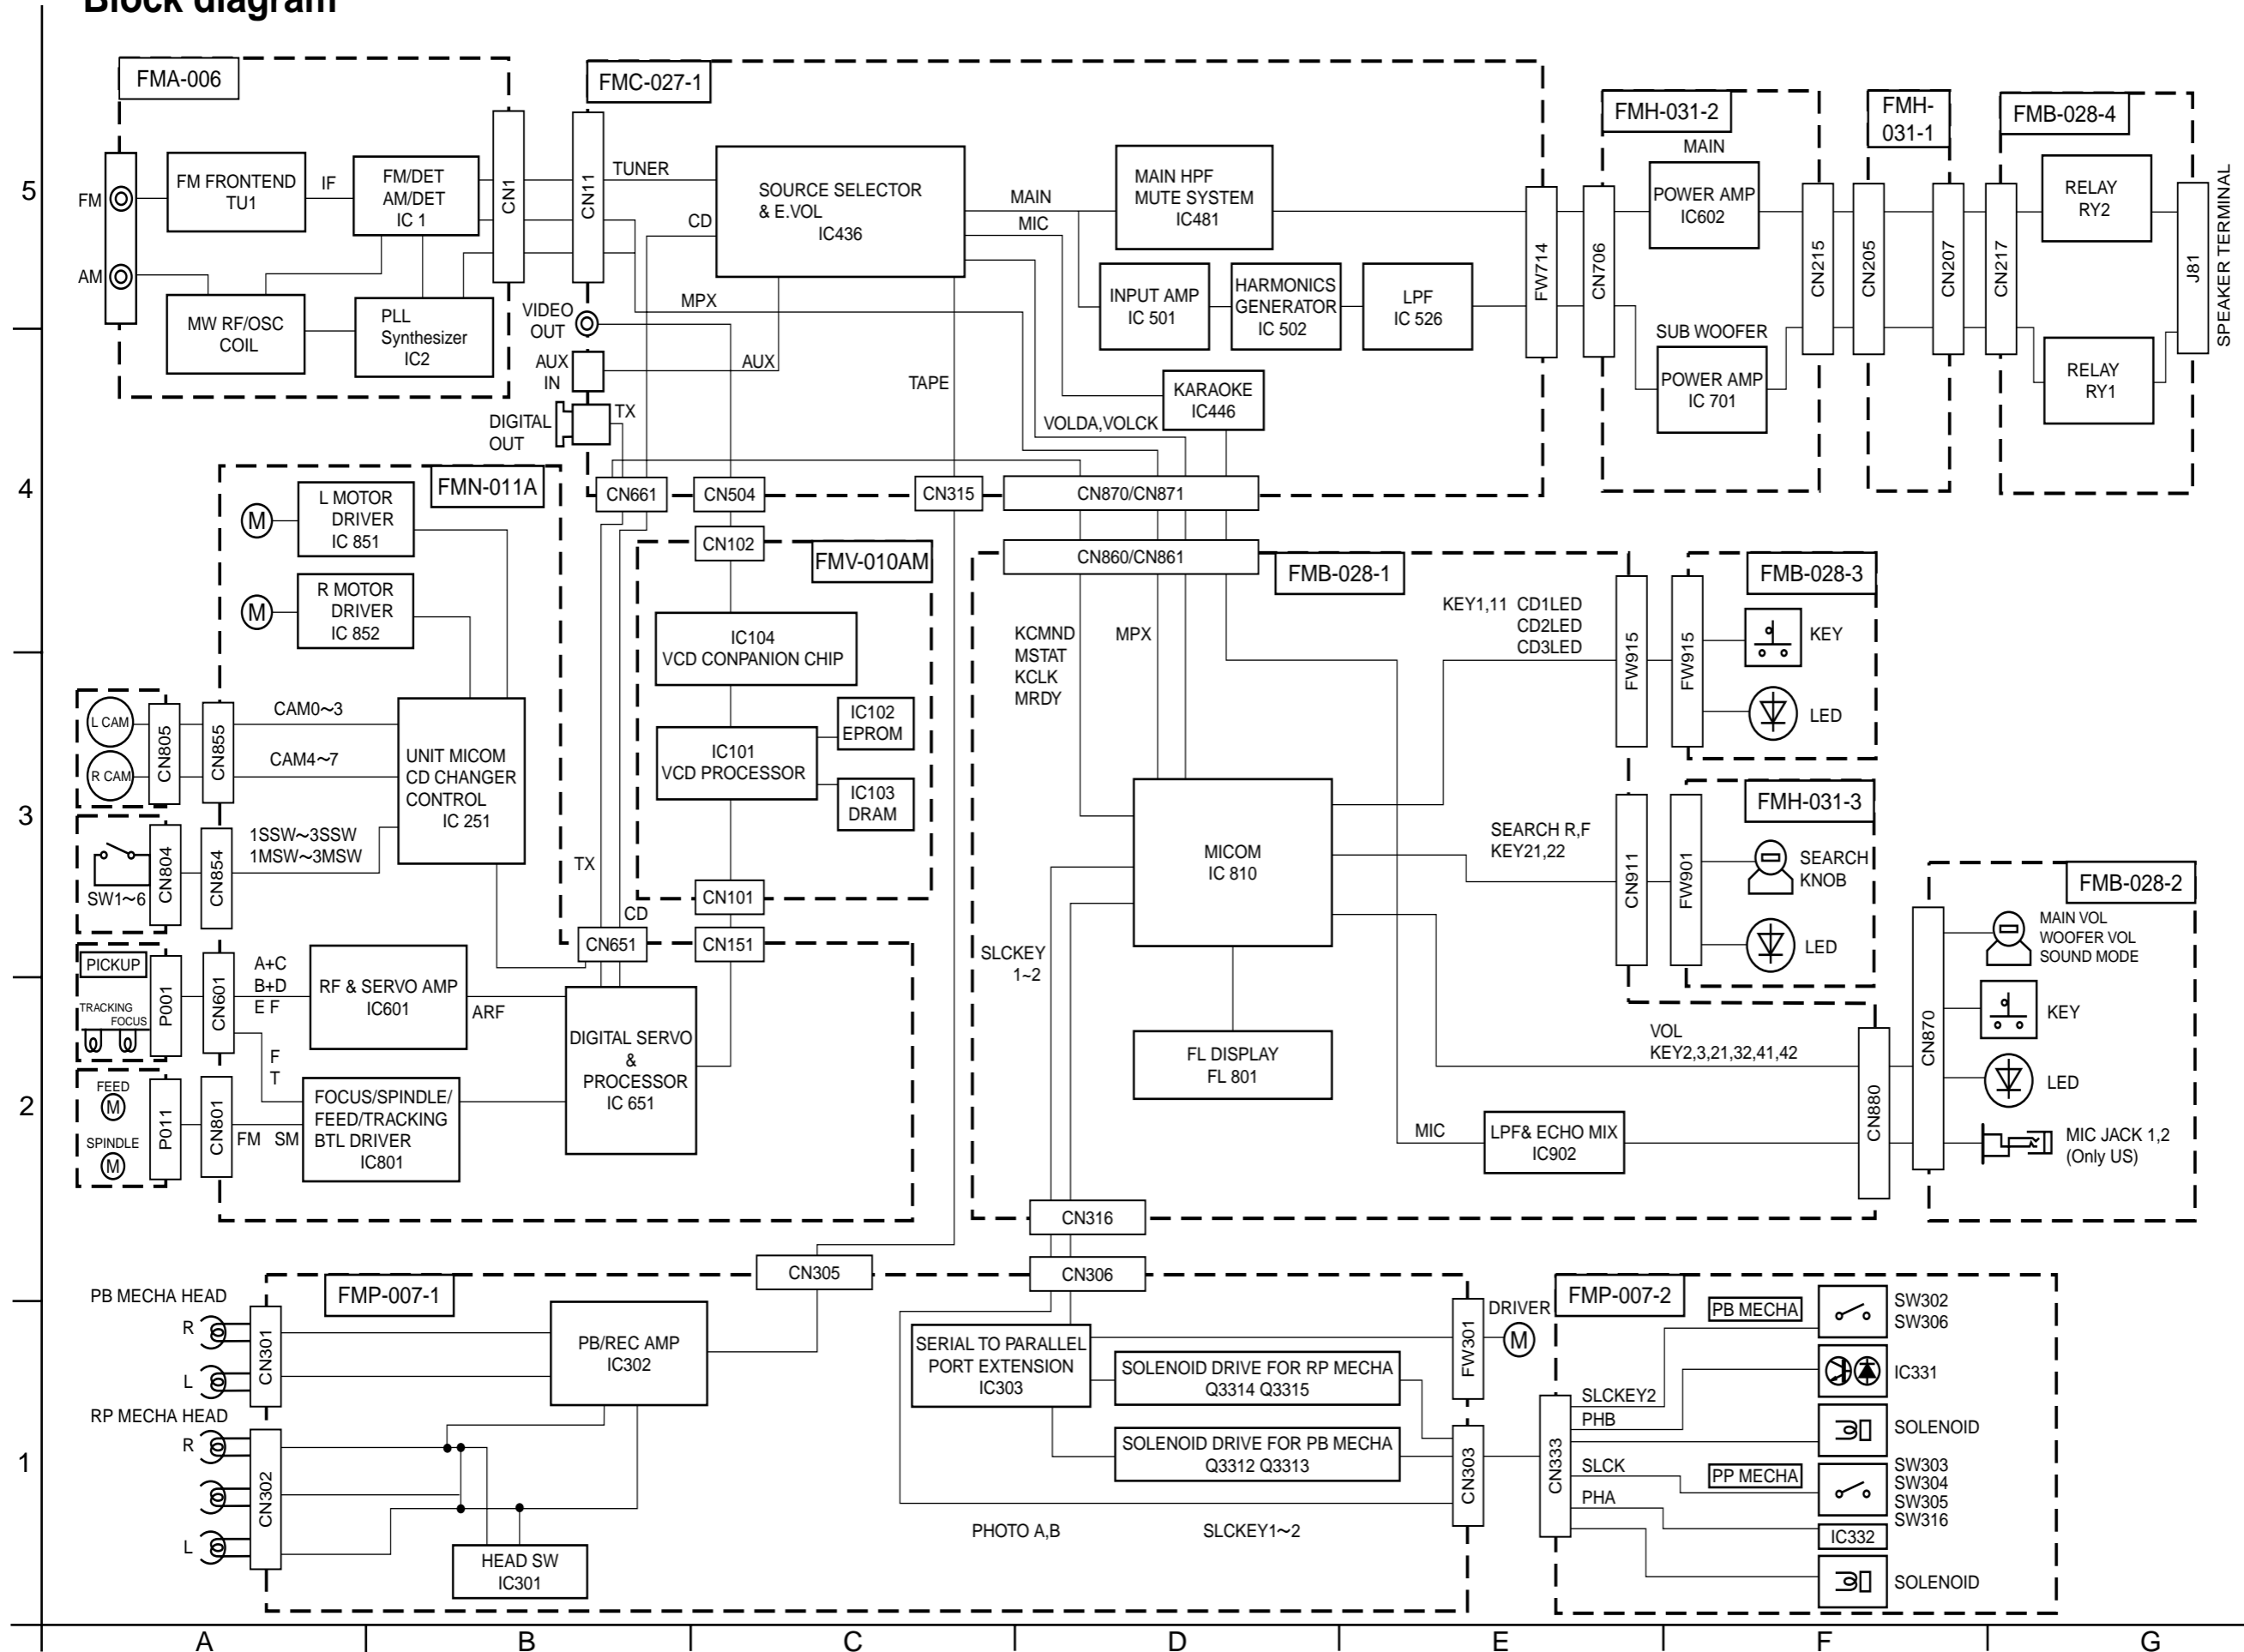 Block diagram
FMA-006
FM
AM
FM FRONTEND
TU1
IF
FM/DET
AM/DET
IC 1
MW RF/OSC
COIL
PLL
Synthesizer
IC2
CN1
FMC-027-1
CN11
TUNER
CD
SOURCE SELECTOR
& E.VOL
IC436
MAIN
MIC
MAIN HPF
MUTE SYSTEM
IC481
INPUT AMP
IC 501
HARMONICS
GENERATOR
IC 502
LPF
IC 526
MPX
VIDEO
OUT
AUX
IN
AUX
DIGITAL
OUT
TX
TAPE
KARAOKE
IC446
VOLDA,VOLCK
FW714
CN661
CN504
CN315
CN870/CN871
FMH-031-2
MAIN
CN706
POWER AMP
IC602
SUB WOOFER
POWER AMP
IC 701
CN215
FMH-
031-1
CN205
CN207
FMB-028-4
CN217
RELAY
RY2
RELAY
RY1
J81
SPEAKER TERMINAL
5
4
3
2
1
FMN-011A
M
L MOTOR
DRIVER
IC 851
M
R MOTOR
DRIVER
IC 852
L CAM
R CAM
CN805
CN855
CAM0~3
CAM4~7
UNIT MICOM
CD CHANGER
CONTROL
IC 251
SW1~6
CN804
CN854
1SSW~3SSW
1MSW~3MSW
TX
CD
CN651
CN151
PICKUP
TRACKING
FOCUS
P001
CN601
A+C
B+D
E F
RF & SERVO AMP
IC601
ARF
F
T
DIGITAL SERVO
&
PROCESSOR
IC 651
FEED
M
SPINDLE
M
P011
CN801
FM SM
FOCUS/SPINDLE/
FEED/TRACKING
BTL DRIVER
IC801
CN102
FMV-010AM
IC104
VCD CONPANION CHIP
IC101
VCD PROCESSOR
IC102
EPROM
IC103
DRAM
CN101
CN860/CN861
FMB-028-1
KCMND
MSTAT
KCLK
MRDY
MPX
KEY1,11 CD1LED
CD2LED
CD3LED
FW915
MICOM
IC 810
SEARCH R,F
KEY21,22
CN911
SLCKEY
1~2
FL DISPLAY
FL 801
VOL
KEY2,3,21,32,41,42
MIC
LPF& ECHO MIX
IC902
CN880
CN316
FMB-028-3
FW915
KEY
LED
FMH-031-3
FW901
SEARCH
KNOB
LED
FMB-028-2
CN870
MAIN VOL
WOOFER VOL
SOUND MODE
KEY
LED
MIC JACK 1,2
(Only US)
CN305
CN306
FMP-007-1
PB MECHA HEAD
R
L
CN301
RP MECHA HEAD
R
L
CN302
PB/REC AMP
IC302
HEAD SW
IC301
SERIAL TO PARALLEL
PORT EXTENSION
IC303
SOLENOID DRIVE FOR RP MECHA
Q3314 Q3315
SOLENOID DRIVE FOR PB MECHA
Q3312 Q3313
PHOTO A,B
SLCKEY1~2
FW301
CN303
DRIVER
M
FMP-007-2
CN333
PB MECHA
SW302
SW306
IC331
SLCKEY2
PHB
SOLENOID
SLCK
PP MECHA
SW303
SW304
SW305
SW316
PHA
IC332
SOLENOID
A
B
C
D
E
F
G